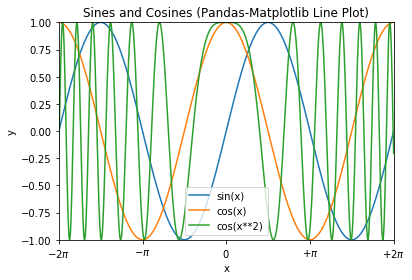 Sines and Cosines (Pandas-Matplotlib Line Plot)
1.00
0.75
0.50
0.25
0.00
−0.25
−0.50
−0.75
−1.00
y
sin(x)
cos(x)
cos(x**2)
−2π
−π
0
+π
+2π
x